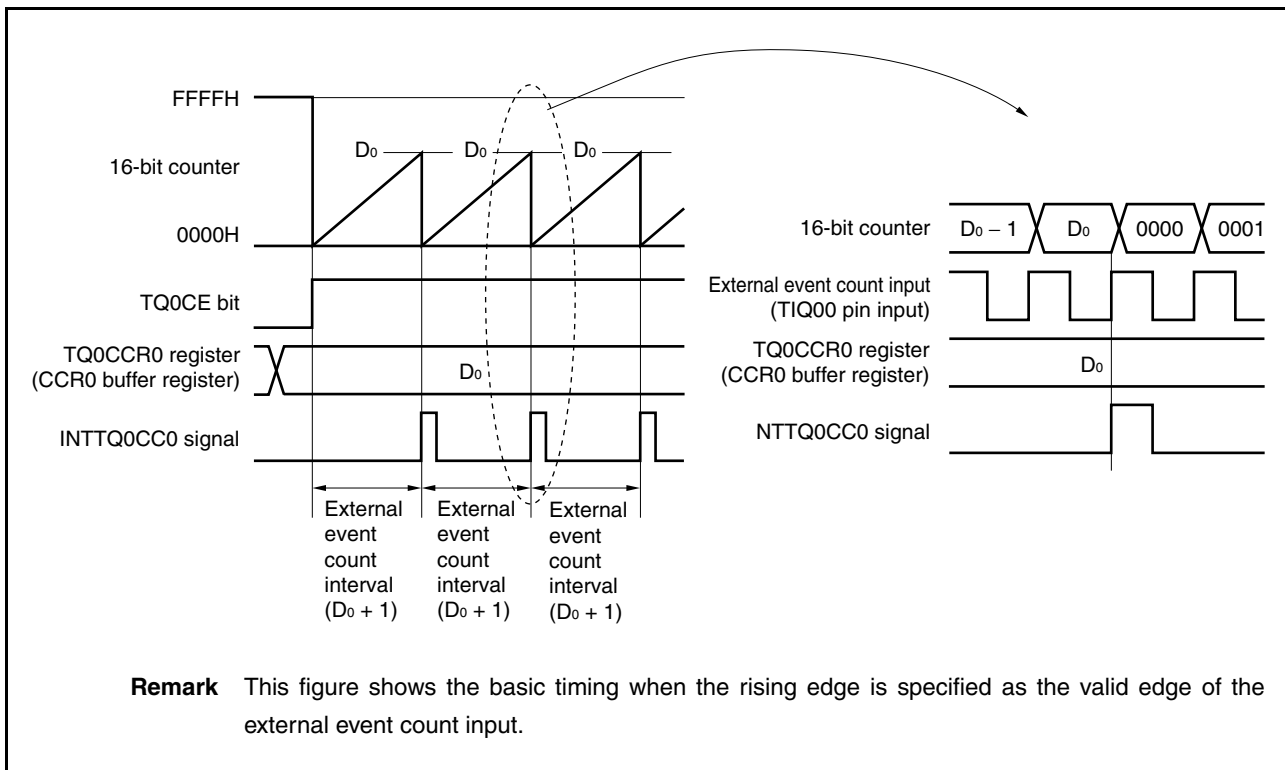 FFFFH
16-bit counter
0000H
D0 D0 D0
TQ0CE bit
TQ0CCR0 register
(CCR0 buffer register)
D0
INTTQ0CC0 signal
External
event
count
interval
(D0 + 1)
External
event
count
interval
(D0 + 1)
External
event
count
interval
(D0 + 1)
16-bit counter
D0 − 1 D0 0000 0001
External event count input
(TIQ00 pin input)
TQ0CCR0 register
(CCR0 buffer register)
D0
NTTQ0CC0 signal
Remark This figure shows the basic timing when the rising edge is specified as the valid edge of the
external event count input.